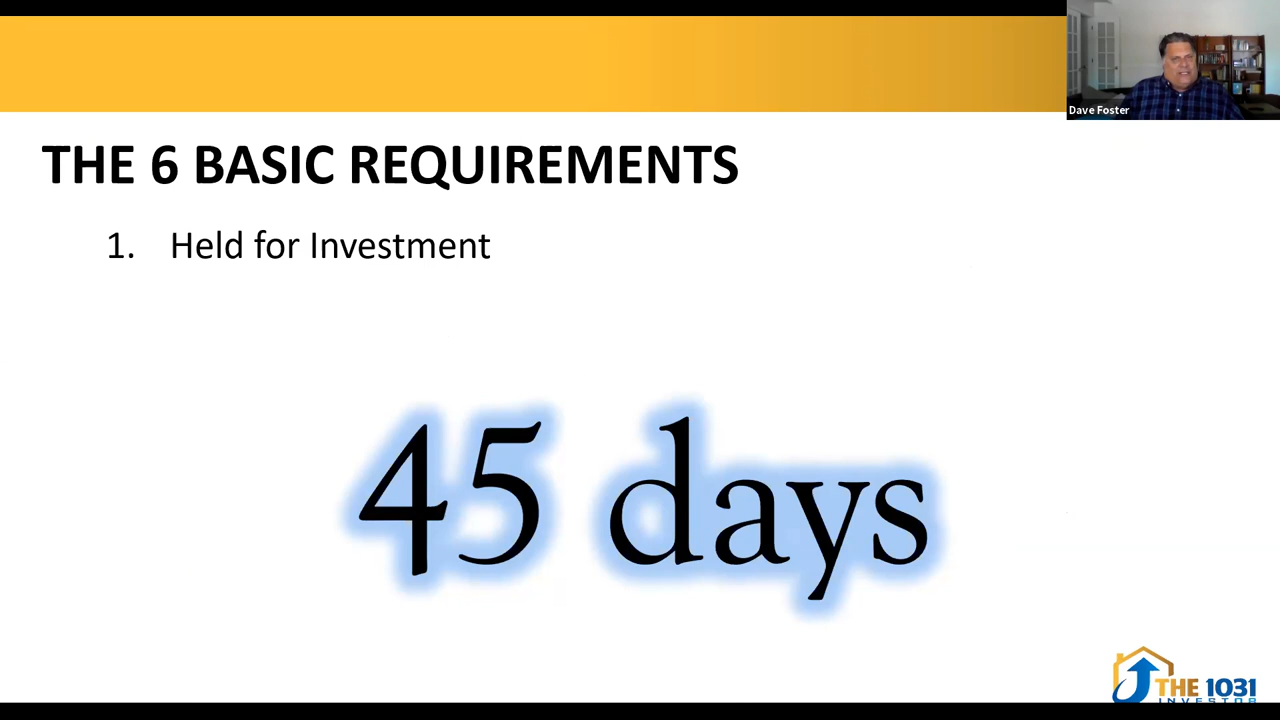 Dave Foster
THE 6 BASIC REQUIREMENTS
1. Held for Investment
45 days
THE 1031
INVESTOR